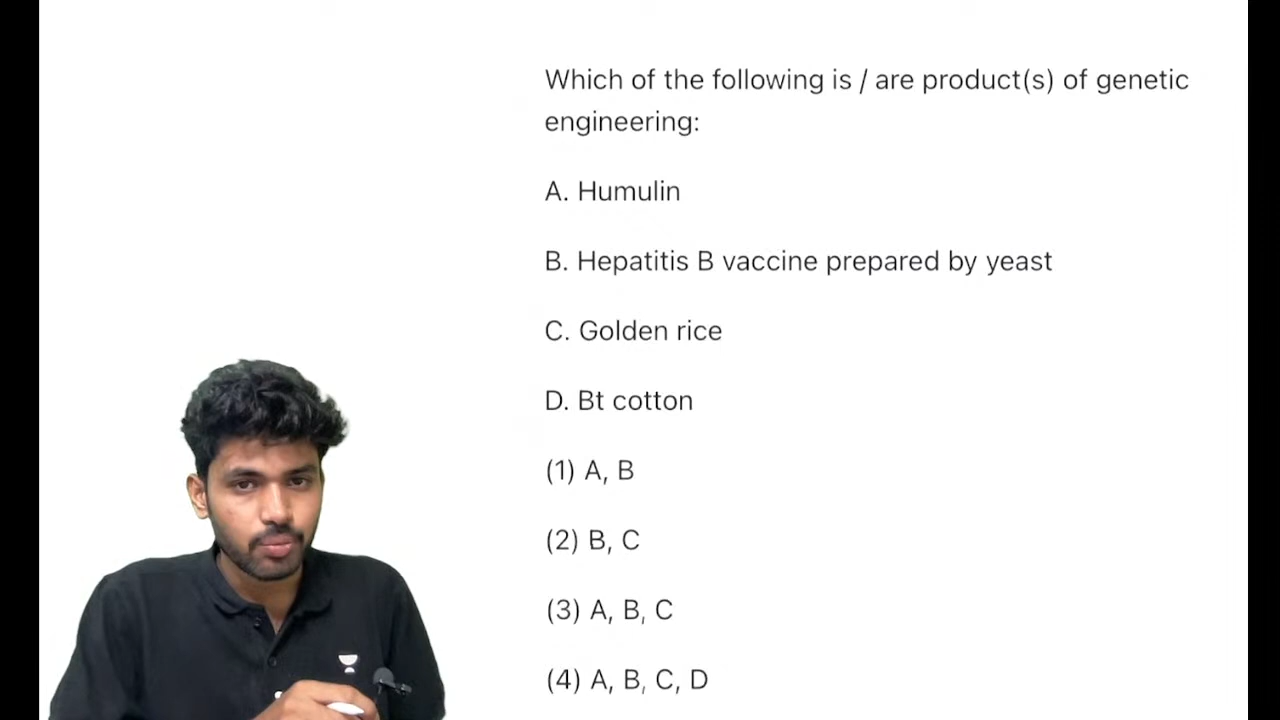 Which of the following is / are product(s) of genetic
engineering:
A. Humulin
B. Hepatitis B vaccine prepared by yeast
C. Golden rice
D. Bt cotton
(1) A, B
(2) B, C
(3) A, B, C
(4) A, B, C, D